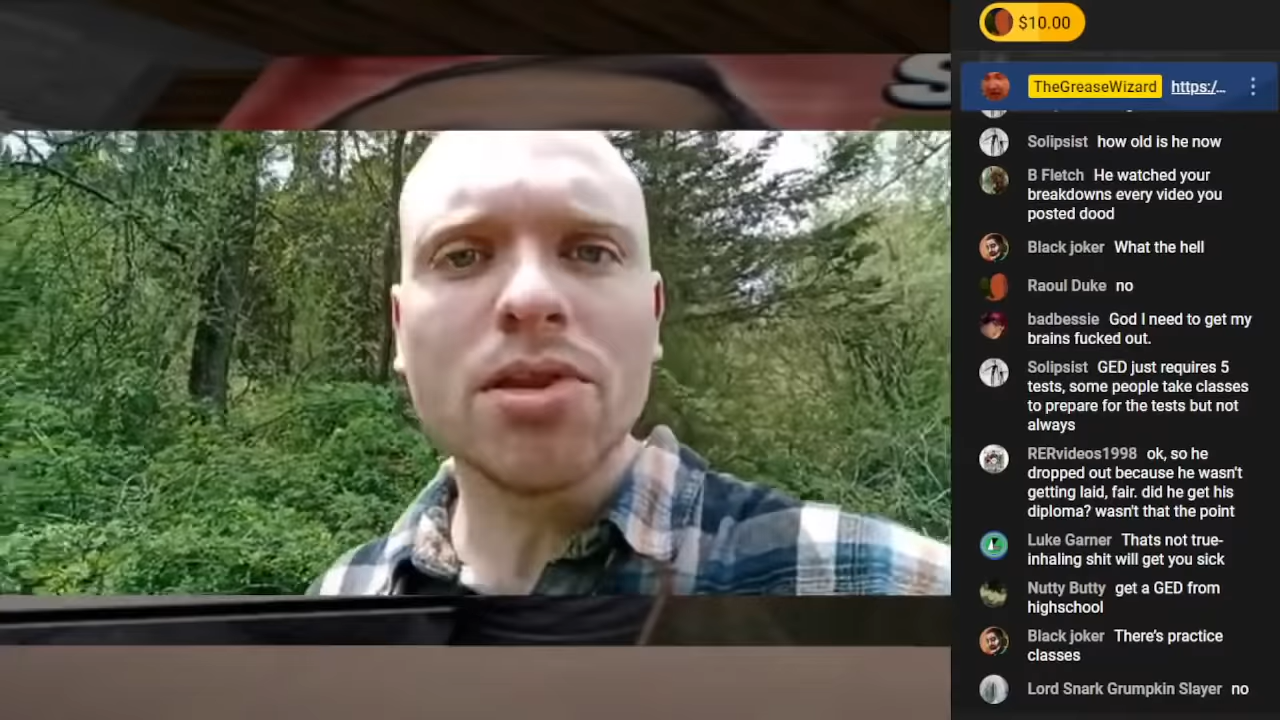 $10.00
S
TheGreaseWizard https:/...
Solipsist how old is he now
B Fletch He watched your
breakdowns every video you
posted dood
Black joker What the hell
Raoul Duke no
badbessie God I need to get my
brains fucked out.
Solipsist GED just requires 5
tests, some people take classes
to prepare for the tests but not
always
RERvideos1998 ok, so he
dropped out because he wasn't
getting laid, fair. did he get his
diploma? wasn't that the point
Luke Garner Thats not true-
inhaling shit will get you sick
Nutty Butty get a GED from
highschool
Black joker There's practice
classes
Lord Snark Grumpkin Slayer no